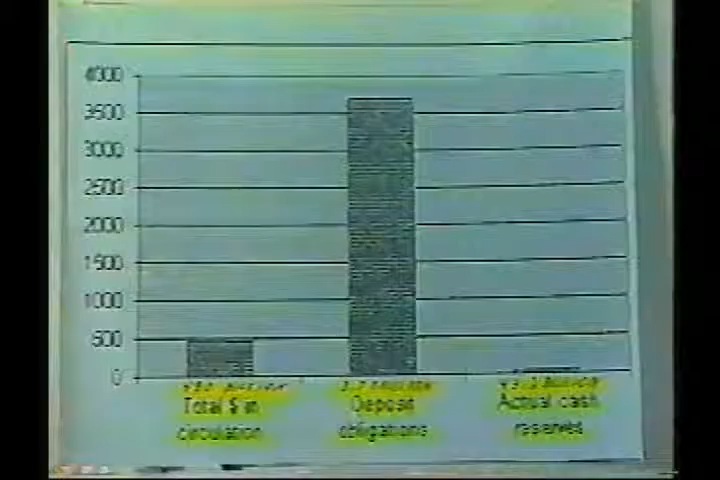 4000
3500
3000
2500
2000
1500
1000
500
0
Total $ in
circulation
Deposit
obligations
Actual cash
reserves